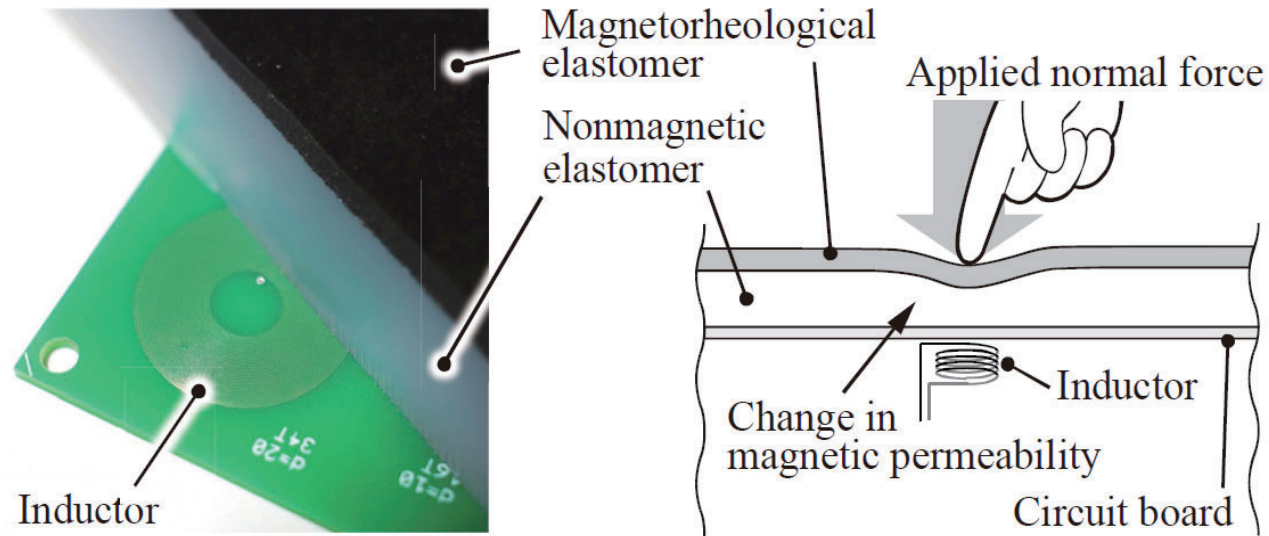 Magnetorheological
elastomer
Nonmagnetic
elastomer
Inductor
d=20
34T
d=10
16T
Applied normal force
Change in
magnetic permeability
Inductor
Circuit board